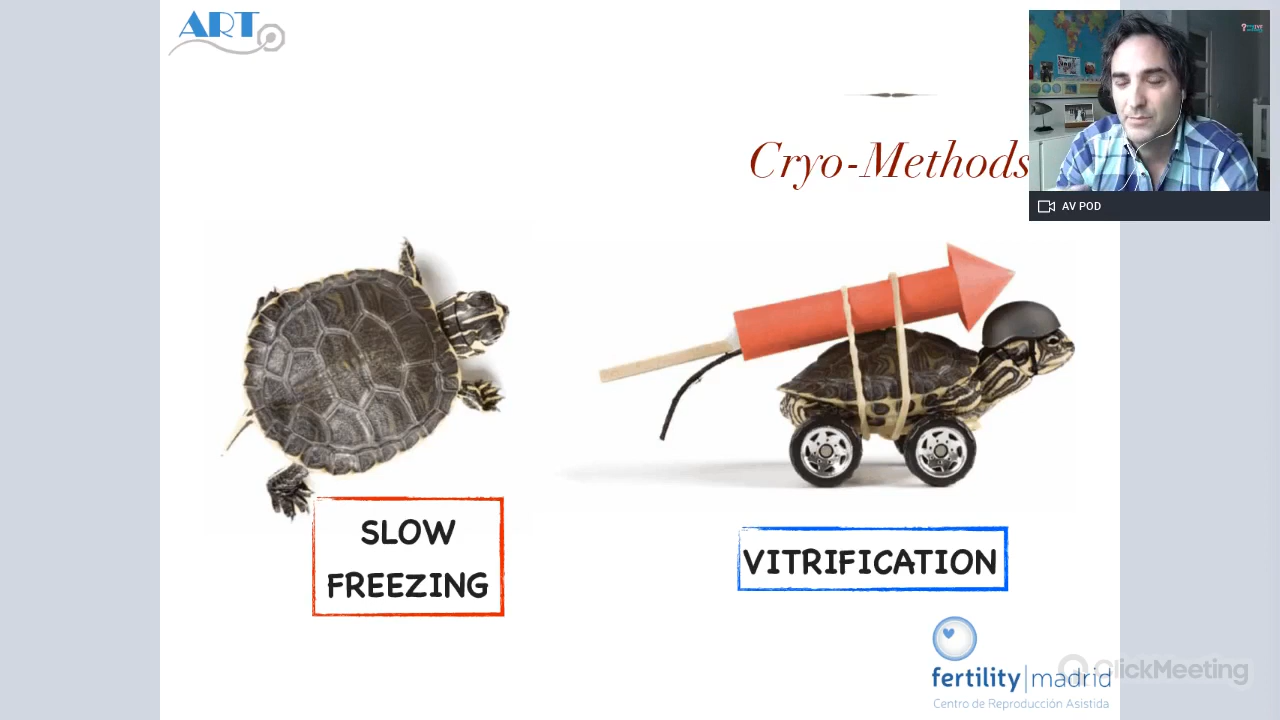 ART
Cryo-Methods
AV POD
SLOW
FREEZING
VITRIFICATION
fertility|madrid
Centro de Reproducción Asistida
ClickMeeting